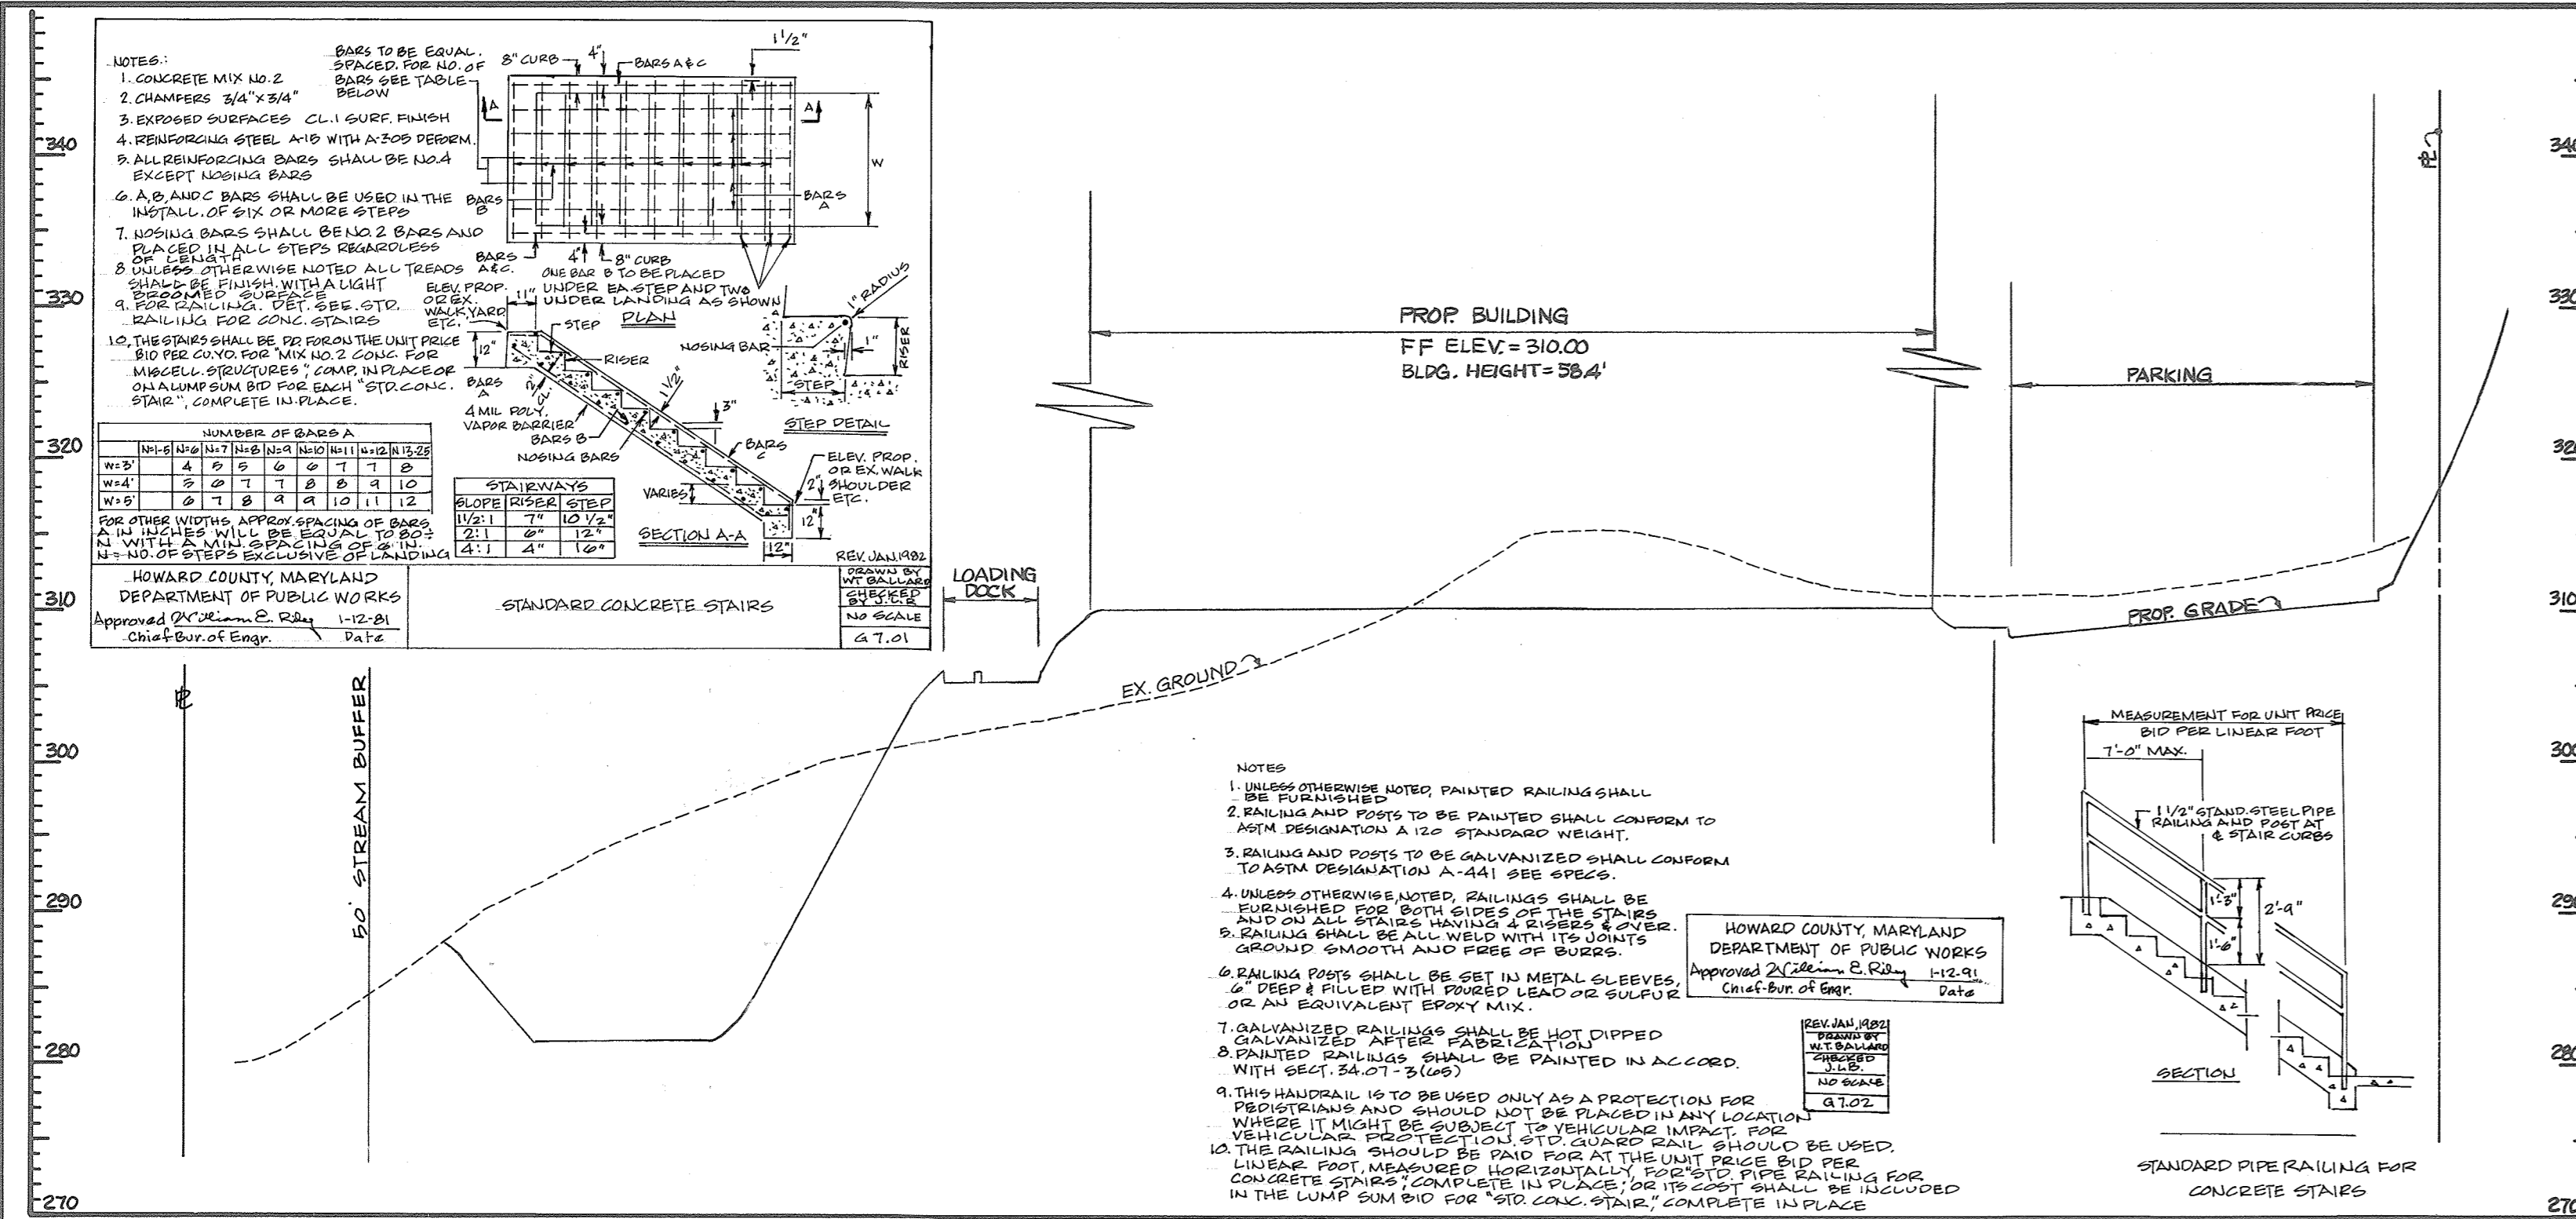 NOTES:
1. CONCRETE MIX NO. 2
2. CHAMFERS 3/4" X 3/4"
3. EXPOSED SURFACES CL. 1 SURF. FINISH
4. REINFORCING STEEL A-15 WITH A-305 DEFORM.
5. ALL REINFORCING BARS SHALL BE NO. 4
EXCEPT NOSING BARS
6. A, B, AND C BARS SHALL BE USED IN THE
INSTALL. OF SIX OR MORE STEPS
7. NOSING BARS SHALL BE NO. 2 BARS AND
PLACED IN ALL STEPS REGARDLESS
OF LENGTH
8. UNLESS OTHERWISE NOTED ALL TREADS
SHALL BE FINISH. WITH A LIGHT
BROOMED SURFACE
9. FOR RAILING. DET. SEE. STD.
RAILING FOR CONC. STAIRS
10. THE STAIRS SHALL BE PD. FOR ON THE UNIT PRICE
BID PER CU.YD. FOR "MIX NO. 2 CONC. FOR
MISCELL. STRUCTURES", COMP. IN PLACE OR
ON A LUMP SUM BID FOR EACH "STD. CONC.
STAIR", COMPLETE IN PLACE.
BARS TO BE EQUAL.
SPACED. FOR NO. OF
BARS SEE TABLE
BELOW
8" CURB
4"
BARS A & C
1 1/2"
A
A
W
BARS
B
BARS
A
BARS
A & C.
4"
8" CURB
ONE BAR B TO BE PLACED
UNDER EA. STEP AND TWO
UNDER LANDING AS SHOWN
PLAN
ELEV. PROP.
OR EX.
WALK, YARD
ETC.
11"
STEP
12"
RISER
BARS
A
2"
CL.
1 1/2"
4 MIL POLY.
VAPOR BARRIER
BARS B
NOSING BARS
3"
BARS
C
ELEV. PROP.
OR EX. WALK
SHOULDER
ETC.
2"
VARIES
12"
12"
SECTION A-A
1" RADIUS
NOSING BAR
1"
RISER
STEP
STEP DETAIL
NUMBER OF BARS A
N=1-5 N=6 N=7 N=8 N=9 N=10 N=11 N=12 N 13-25
W=3' 4 5 5 6 6 7 7 8
W=4' 5 6 7 7 8 8 9 10
W=5' 6 7 8 9 9 10 11 12
FOR OTHER WIDTHS, APPROX. SPACING OF BARS
A IN INCHES WILL BE EQUAL TO 80 ÷
N WITH A MIN. SPACING OF 6 IN.
N = NO. OF STEPS EXCLUSIVE OF LANDING
STAIRWAYS
SLOPE RISER STEP
1 1/2:1 7" 10 1/2"
2:1 6" 12"
4:1 4" 16"
REV. JAN. 1982
HOWARD COUNTY, MARYLAND
DEPARTMENT OF PUBLIC WORKS
Approved William E. Riley 1-12-81
Chief Bur. of Engr. Date
STANDARD CONCRETE STAIRS
DRAWN BY
WT BALLARD
CHECKED
BY J.L.B.
NO SCALE
G 7.01
340
330
320
310
300
290
280
270
PL
50' STREAM BUFFER
LOADING
DOCK
EX. GROUND
PROP. BUILDING
FF ELEV. = 310.00
BLDG. HEIGHT = 58.4'
PARKING
PL
PROP. GRADE
340
330
320
310
300
290
280
270
NOTES
1. UNLESS OTHERWISE NOTED, PAINTED RAILING SHALL
BE FURNISHED
2. RAILING AND POSTS TO BE PAINTED SHALL CONFORM TO
ASTM DESIGNATION A 120 STANDARD WEIGHT.
3. RAILING AND POSTS TO BE GALVANIZED SHALL CONFORM
TO ASTM DESIGNATION A-441 SEE SPECS.
4. UNLESS OTHERWISE, NOTED, RAILINGS SHALL BE
FURNISHED FOR BOTH SIDES OF THE STAIRS
AND ON ALL STAIRS HAVING 4 RISERS & OVER.
5. RAILING SHALL BE ALL WELD WITH ITS JOINTS
GROUND SMOOTH AND FREE OF BURRS.
6. RAILING POSTS SHALL BE SET IN METAL SLEEVES,
6" DEEP & FILLED WITH POURED LEAD OR SULFUR
OR AN EQUIVALENT EPOXY MIX.
7. GALVANIZED RAILINGS SHALL BE HOT DIPPED
GALVANIZED AFTER FABRICATION
8. PAINTED RAILINGS SHALL BE PAINTED IN ACCORD.
WITH SECT. 34.07-3(65)
9. THIS HANDRAIL IS TO BE USED ONLY AS A PROTECTION FOR
PEDISTRIANS AND SHOULD NOT BE PLACED IN ANY LOCATION
WHERE IT MIGHT BE SUBJECT TO VEHICULAR IMPACT. FOR
VEHICULAR PROTECTION. STD. GUARD RAIL SHOULD BE USED.
10. THE RAILING SHOULD BE PAID FOR AT THE UNIT PRICE BID PER
LINEAR FOOT, MEASURED HORIZONTALLY, FOR "STD. PIPE RAILING FOR
CONCRETE STAIRS", COMPLETE IN PLACE; OR ITS COST SHALL BE INCLUDED
IN THE LUMP SUM BID FOR "STD. CONC. STAIR," COMPLETE IN PLACE
HOWARD COUNTY, MARYLAND
DEPARTMENT OF PUBLIC WORKS
Approved William E. Riley 1-12-91
Chief-Bur. of Engr. Date
REV. JAN, 1982
DRAWN BY
W.T. BALLARD
CHECKED
J.L.B.
NO SCALE
G 7.02
MEASUREMENT FOR UNIT PRICE
BID PER LINEAR FOOT
7'-0" MAX.
1 1/2" STAND. STEEL PIPE
RAILING AND POST AT
℄ STAIR CURBS
1'-3"
2'-9"
1'-6"
SECTION
STANDARD PIPE RAILING FOR
CONCRETE STAIRS